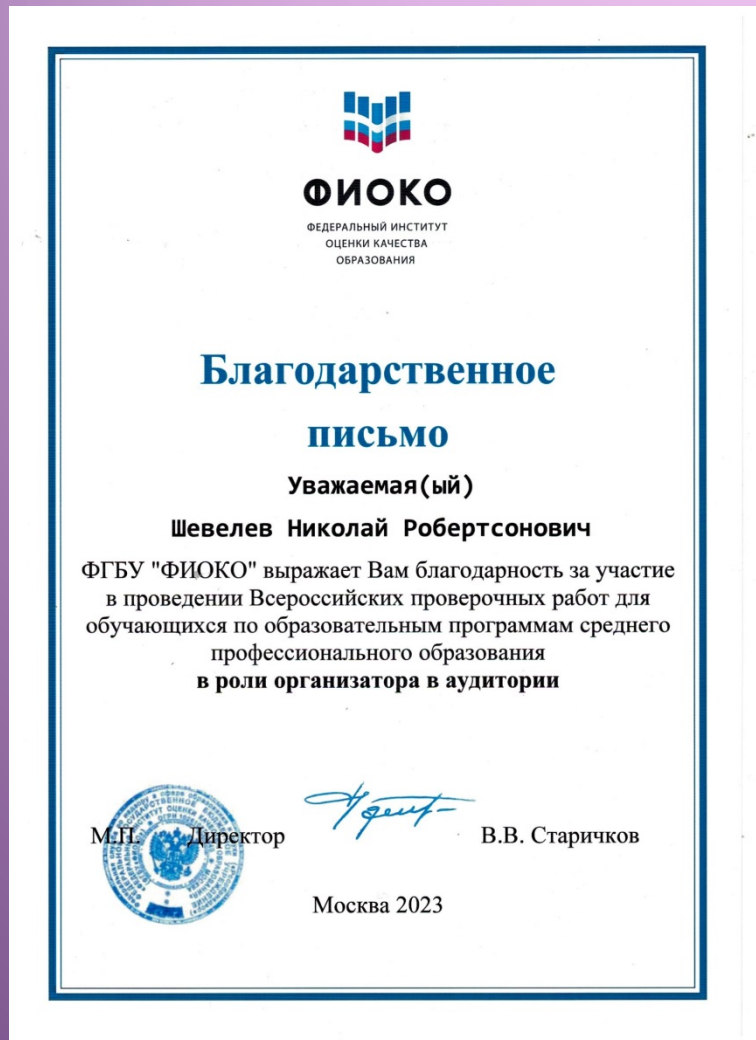 ФИОКО
ФЕДЕРАЛЬНЫЙ ИНСТИТУТ
ОЦЕНКИ КАЧЕСТВА
ОБРАЗОВАНИЯ
Благодарственное
письмо
Уважаемая(ый)
Шевелев Николай Робертсонович
ФГБУ "ФИОКО" выражает Вам благодарность за участие
в проведении Всероссийских проверочных работ для
обучающихся по образовательным программам среднего
профессионального образования
в роли организатора в аудитории
М.П. Директор В.В. Старичков
Москва 2023